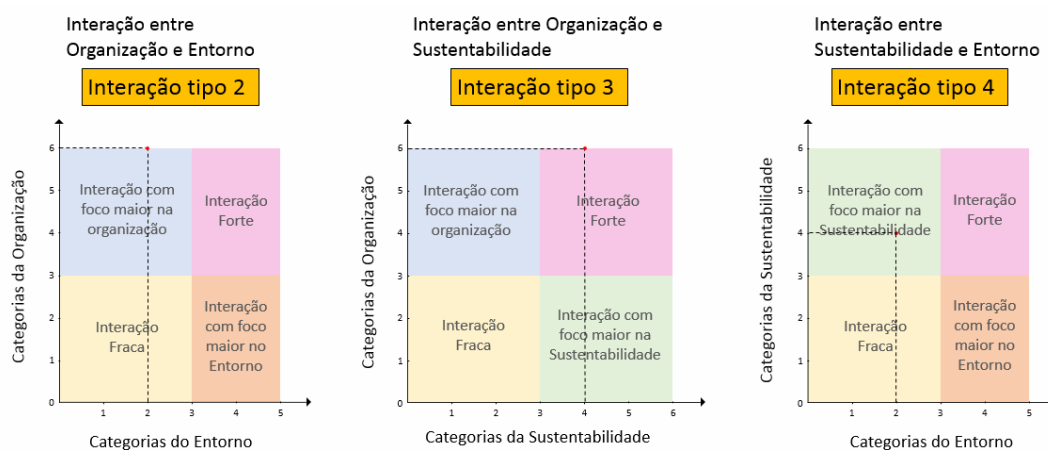 Interação entre
Organização e Entorno
Interação tipo 2
Categorias da Organização
6
5
4
3
2
1
0
Interação com
foco maior na
organização
Interação
Forte
Interação
Fraca
Interação
com foco
maior no
Entorno
1
2
3
4
5
Categorias do Entorno
Interação entre Organização e
Sustentabilidade
Interação tipo 3
Categorias da Organização
6
5
4
3
2
1
0
Interação com
foco maior na
organização
Interação
Forte
Interação
Fraca
Interação com
foco maior na
Sustentabilidade
1
2
3
4
5
6
Categorias da Sustentabilidade
Interação entre
Sustentabilidade e Entorno
Interação tipo 4
Categorias da Sustentabilidade
6
5
4
3
2
1
0
Interação com
foco maior na
Sustentabilidade
Interação
Forte
Interação
Fraca
Interação
com foco
maior no
Entorno
1
2
3
4
5
Categorias do Entorno